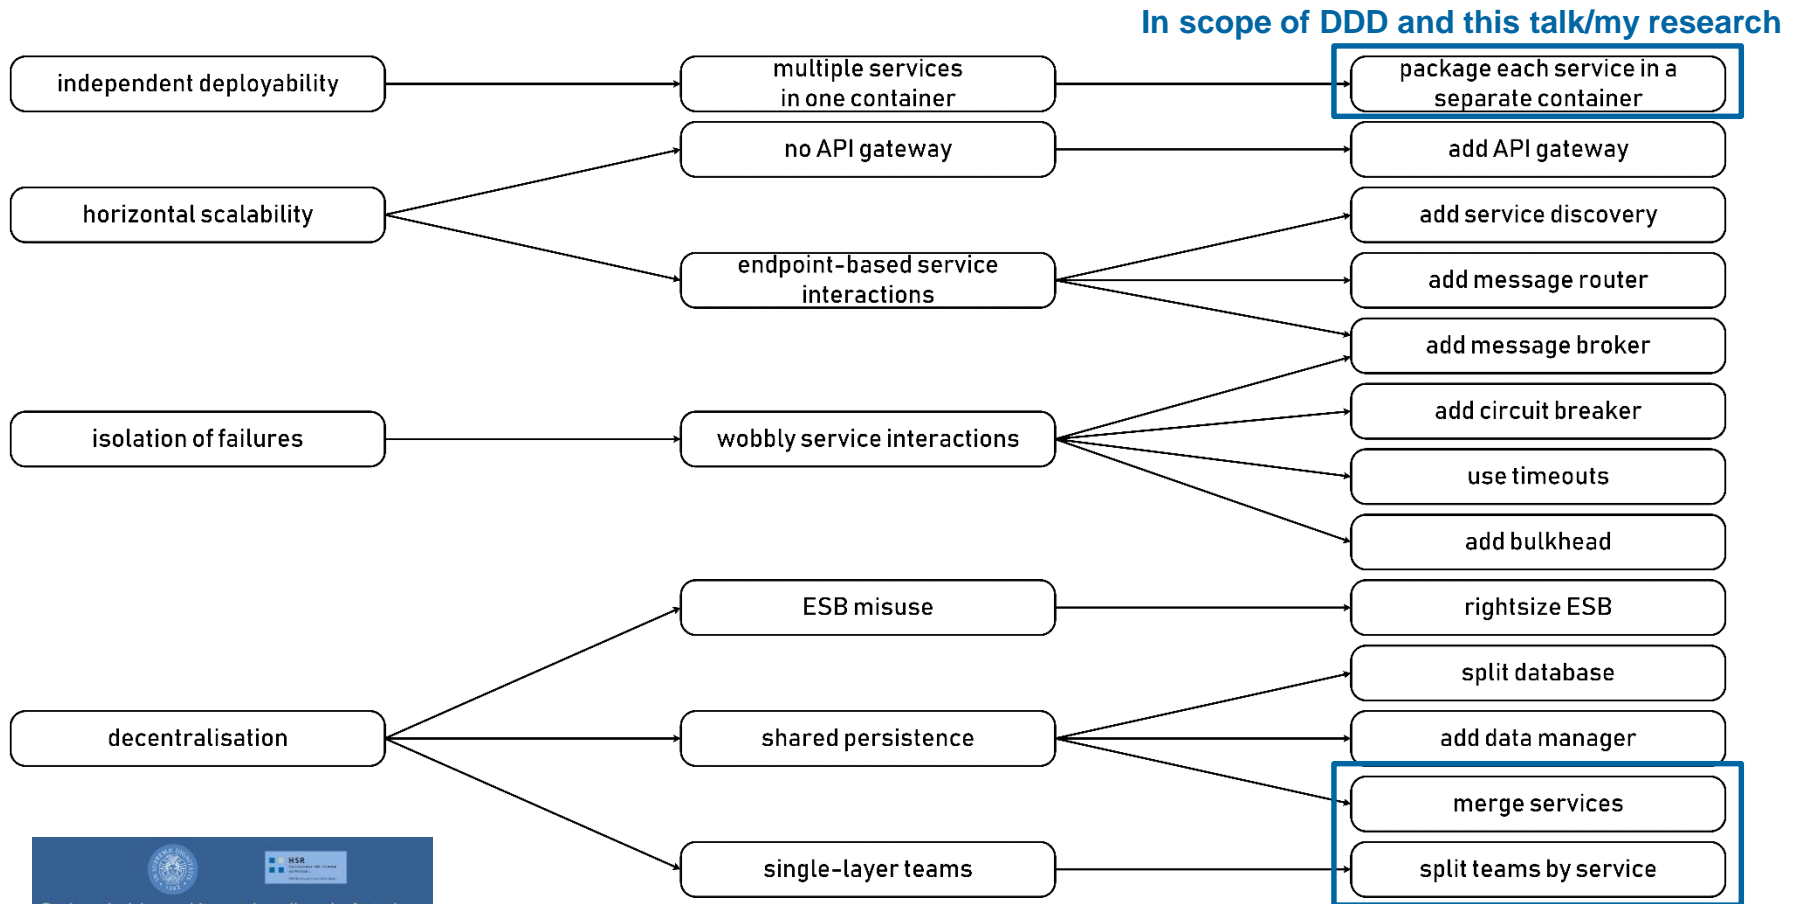 In scope of DDD and this talk/my research
independent deployability
multiple services
in one container
package each service in a
separate container
no API gateway
add API gateway
horizontal scalability
add service discovery
endpoint-based service
interactions
add message router
add message broker
isolation of failures
wobbly service interactions
add circuit breaker
use timeouts
add bulkhead
ESB misuse
rightsize ESB
split database
decentralisation
shared persistence
add data manager
merge services
single-layer teams
split teams by service
HSR